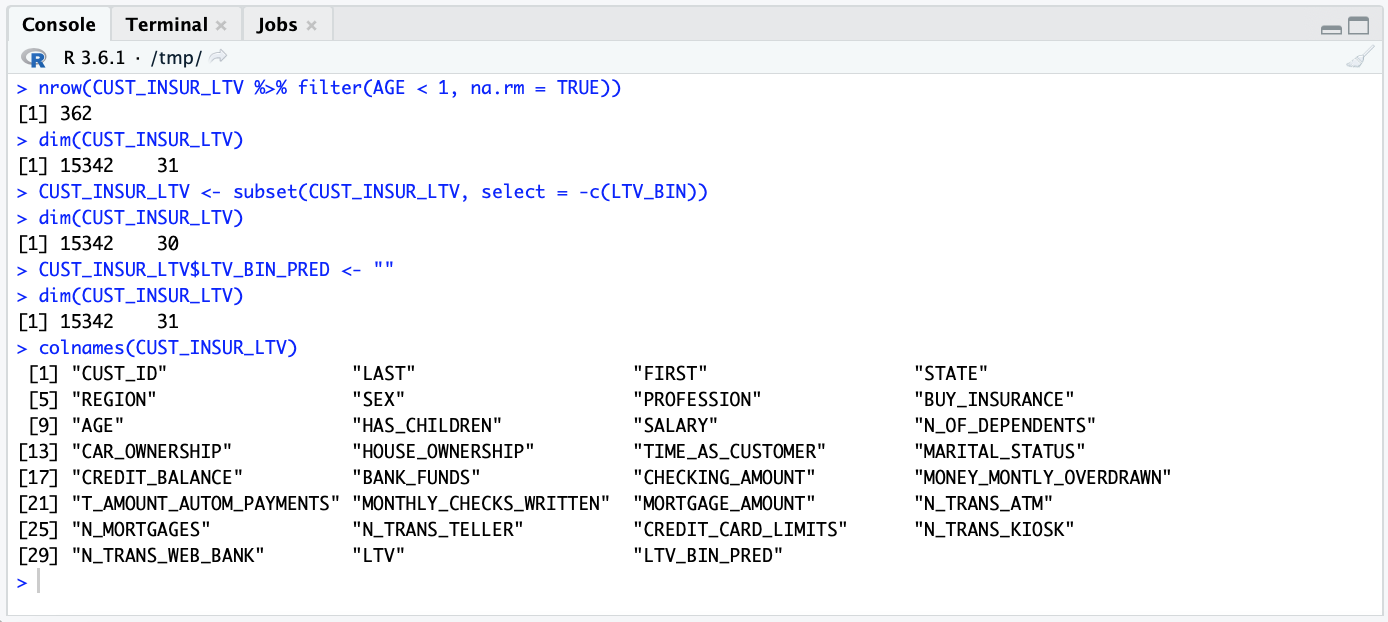 Console Terminal × Jobs ×
R R 3.6.1 · /tmp/
> nrow(CUST_INSUR_LTV %>% filter(AGE < 1, na.rm = TRUE))
[1] 362
> dim(CUST_INSUR_LTV)
[1] 15342    31
> CUST_INSUR_LTV <- subset(CUST_INSUR_LTV, select = -c(LTV_BIN))
> dim(CUST_INSUR_LTV)
[1] 15342    30
> CUST_INSUR_LTV$LTV_BIN_PRED <- ""
> dim(CUST_INSUR_LTV)
[1] 15342    31
> colnames(CUST_INSUR_LTV)
 [1] "CUST_ID"                 "LAST"                    "FIRST"                   "STATE"
 [5] "REGION"                  "SEX"                     "PROFESSION"              "BUY_INSURANCE"
 [9] "AGE"                     "HAS_CHILDREN"            "SALARY"                  "N_OF_DEPENDENTS"
[13] "CAR_OWNERSHIP"           "HOUSE_OWNERSHIP"         "TIME_AS_CUSTOMER"        "MARITAL_STATUS"
[17] "CREDIT_BALANCE"          "BANK_FUNDS"              "CHECKING_AMOUNT"         "MONEY_MONTLY_OVERDRAWN"
[21] "T_AMOUNT_AUTOM_PAYMENTS" "MONTHLY_CHECKS_WRITTEN"  "MORTGAGE_AMOUNT"         "N_TRANS_ATM"
[25] "N_MORTGAGES"             "N_TRANS_TELLER"          "CREDIT_CARD_LIMITS"      "N_TRANS_KIOSK"
[29] "N_TRANS_WEB_BANK"        "LTV"                     "LTV_BIN_PRED"
>